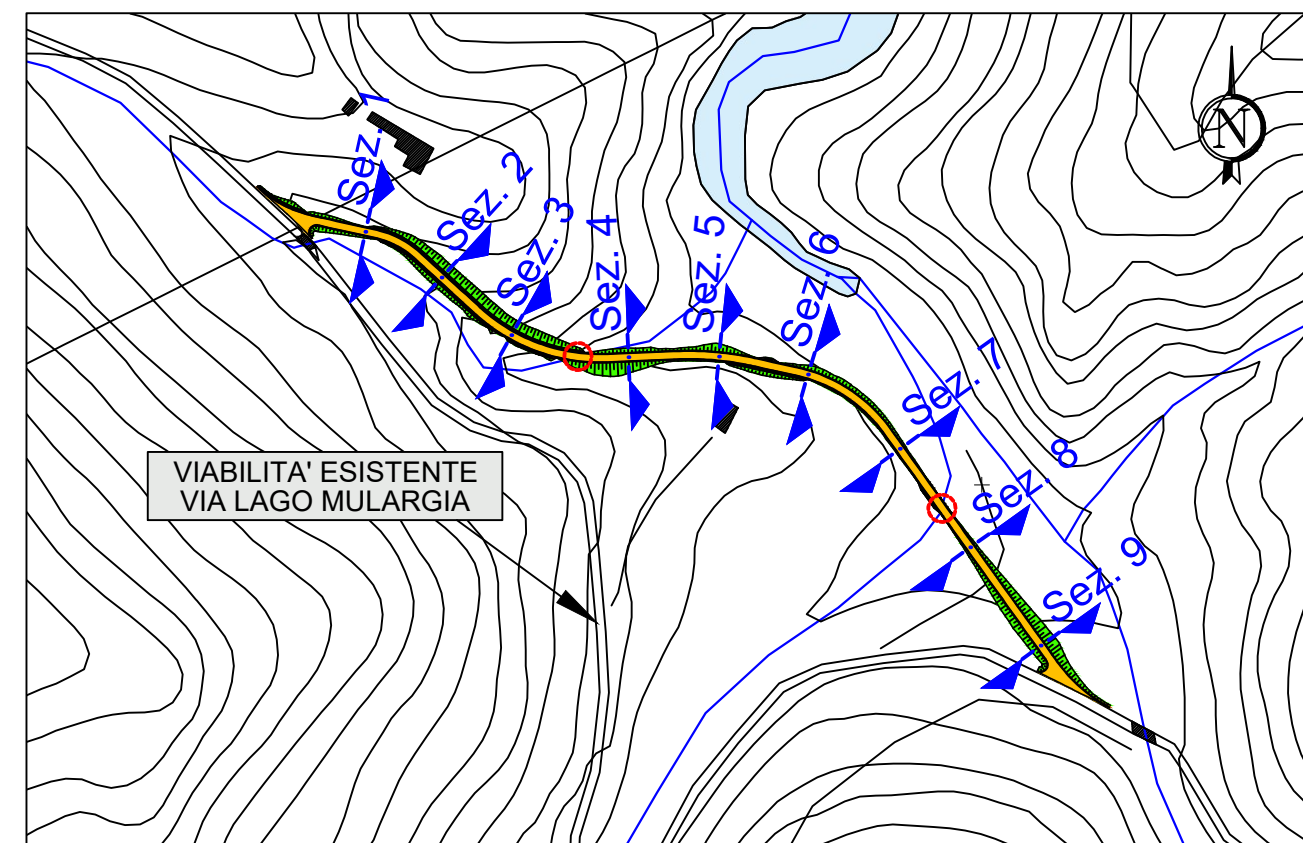 N
Sez. 1
Sez. 2
Sez. 3
Sez. 4
Sez. 5
Sez. 6
Sez. 7
Sez. 8
Sez. 9
VIABILITA' ESISTENTE
VIA LAGO MULARGIA